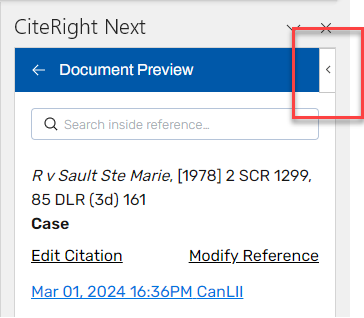 CiteRight Next
Document Preview
Search inside reference...
R v Sault Ste Marie, [1978] 2 SCR 1299,
85 DLR (3d) 161
Case
Edit Citation Modify Reference
Mar 01, 2024 16:36PM CanLII